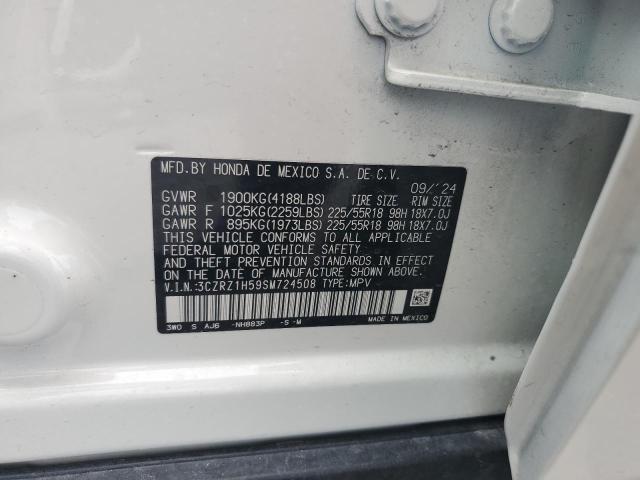 MFD.BY HONDA DE MEXICO S.A. DE C.V.
09/'24
GVWR 1900KG(4188LBS) TIRE SIZE RIM SIZE
GAWR F 1025KG(2259LBS) 225/55R18 98H 18X7.0J
GAWR R 895KG(1973LBS) 225/55R18 98H 18X7.0J
THIS VEHICLE CONFORMS TO ALL APPLICABLE
FEDERAL MOTOR VEHICLE SAFETY
AND THEFT PREVENTION STANDARDS IN EFFECT
ON THE DATE OF MANUFACTURE SHOWN ABOVE.
V.I.N.:3CZRZ1H59SM724508 TYPE:MPV
3W0 S AJ6 -NH883P -S -M
MADE IN MEXICO